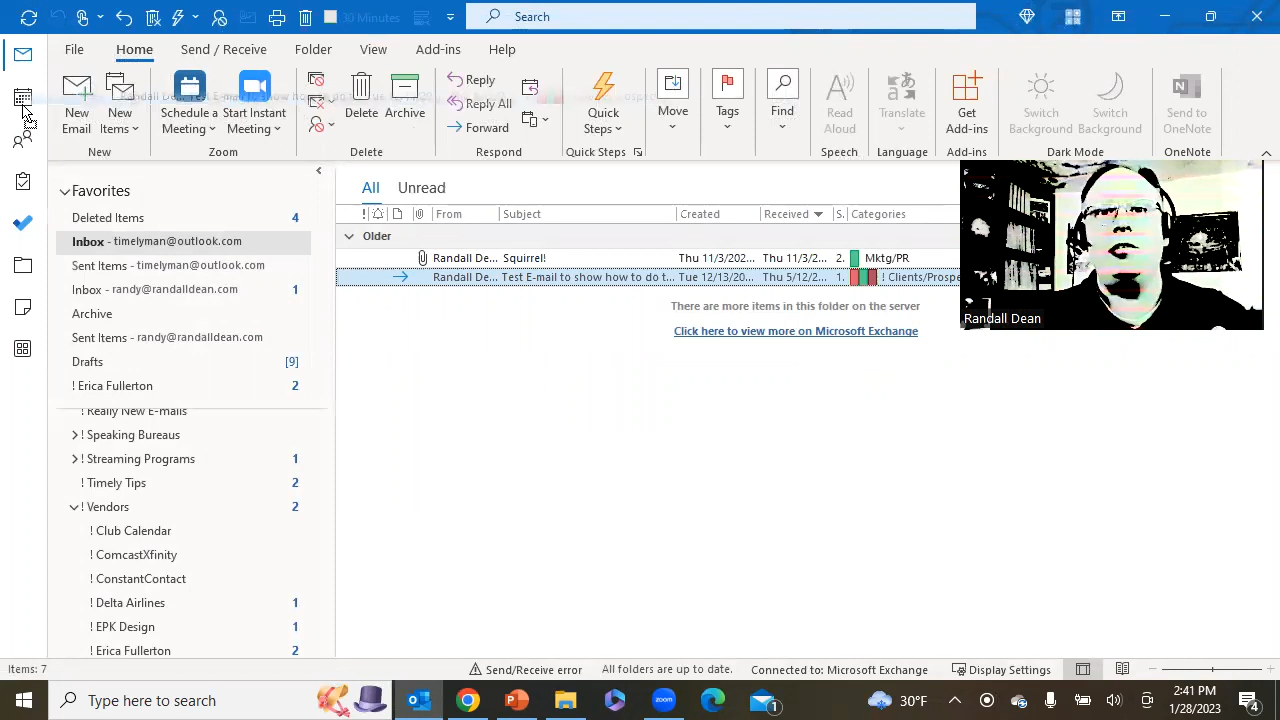 30 Minutes
Search
File Home Send / Receive Folder View Add-ins Help
New Email
New Items
Schedule a Meeting
Start Instant Meeting
Delete
Archive
Reply
Reply All
Forward
Quick Steps
Move
Tags
Find
Read Aloud
Translate
Get Add-ins
Switch Background
Switch Background
Send to OneNote
New Zoom Delete Respond Quick Steps Speech Language Add-ins Dark Mode OneNote
Favorites
Deleted Items 4
Inbox - timelyman@outlook.com
Sent Items - timelyman@outlook.com
Inbox - randy@randalldean.com 1
Archive
Sent Items - randy@randalldean.com
Drafts [9]
! Erica Fullerton 2
! Really New E-mails
! Speaking Bureaus
! Streaming Programs 1
! Timely Tips 2
! Vendors 2
! Club Calendar
! ComcastXfinity
! ConstantContact
! Delta Airlines 1
! EPK Design 1
! Erica Fullerton 2
All Unread
! From Subject Created Received S. Categories
Older
Randall De... Squirrel! Thu 11/3/202... Thu 11/3/2... 2. Mktg/PR
Randall De... Test E-mail to show how to do t... Tue 12/13/20... Thu 5/12/2... 1. ! Clients/Prospe
There are more items in this folder on the server
Click here to view more on Microsoft Exchange
Randall Dean
Items: 7 Send/Receive error All folders are up to date. Connected to: Microsoft Exchange Display Settings
Type here to search
zoom
1
30°F
2:41 PM
1/28/2023
4